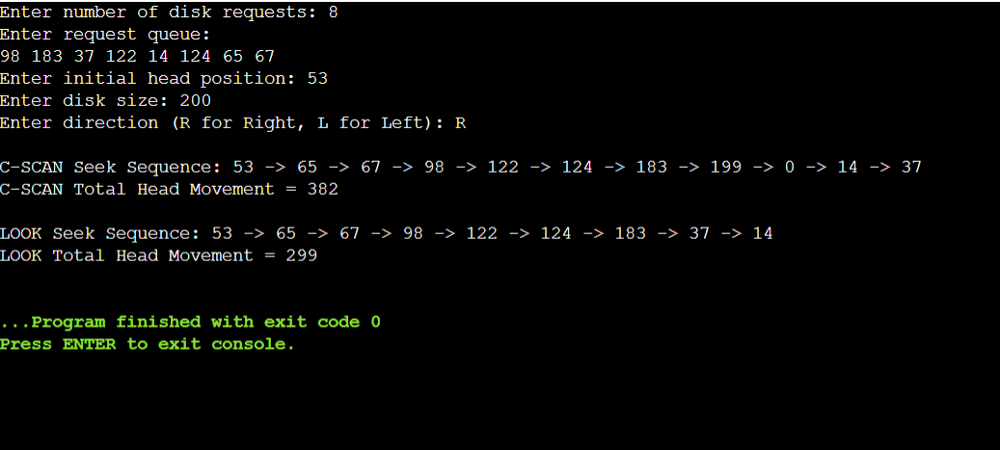 Enter number of disk requests: 8
Enter request queue:
98 183 37 122 14 124 65 67
Enter initial head position: 53
Enter disk size: 200
Enter direction (R for Right, L for Left): R
C-SCAN Seek Sequence: 53 -> 65 -> 67 -> 98 -> 122 -> 124 -> 183 -> 199 -> 0 -> 14 -> 37
C-SCAN Total Head Movement = 382
LOOK Seek Sequence: 53 -> 65 -> 67 -> 98 -> 122 -> 124 -> 183 -> 37 -> 14
LOOK Total Head Movement = 299
...Program finished with exit code 0
Press ENTER to exit console.